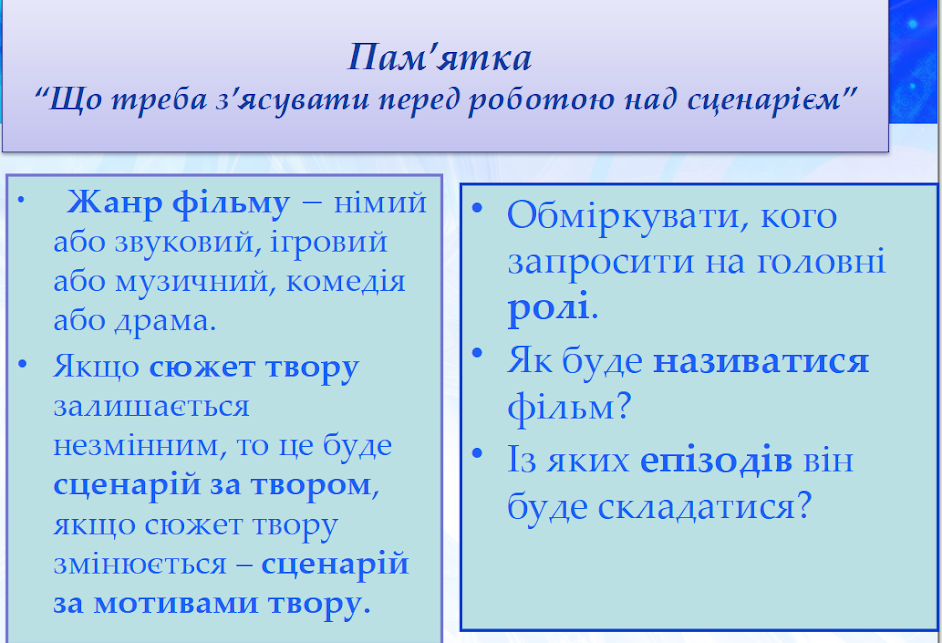 Пам’ятка
“Що треба з’ясувати перед роботою над сценарієм”
• Жанр фільму – німий
або звуковий, ігровий
або музичний, комедія
або драма.
• Якщо сюжет твору
залишається
незмінним, то це буде
сценарій за твором,
якщо сюжет твору
змінюється – сценарій
за мотивами твору.
• Обміркувати, кого
запросити на головні
ролі.
• Як буде називатися
фільм?
• Із яких епізодів він
буде складатися?